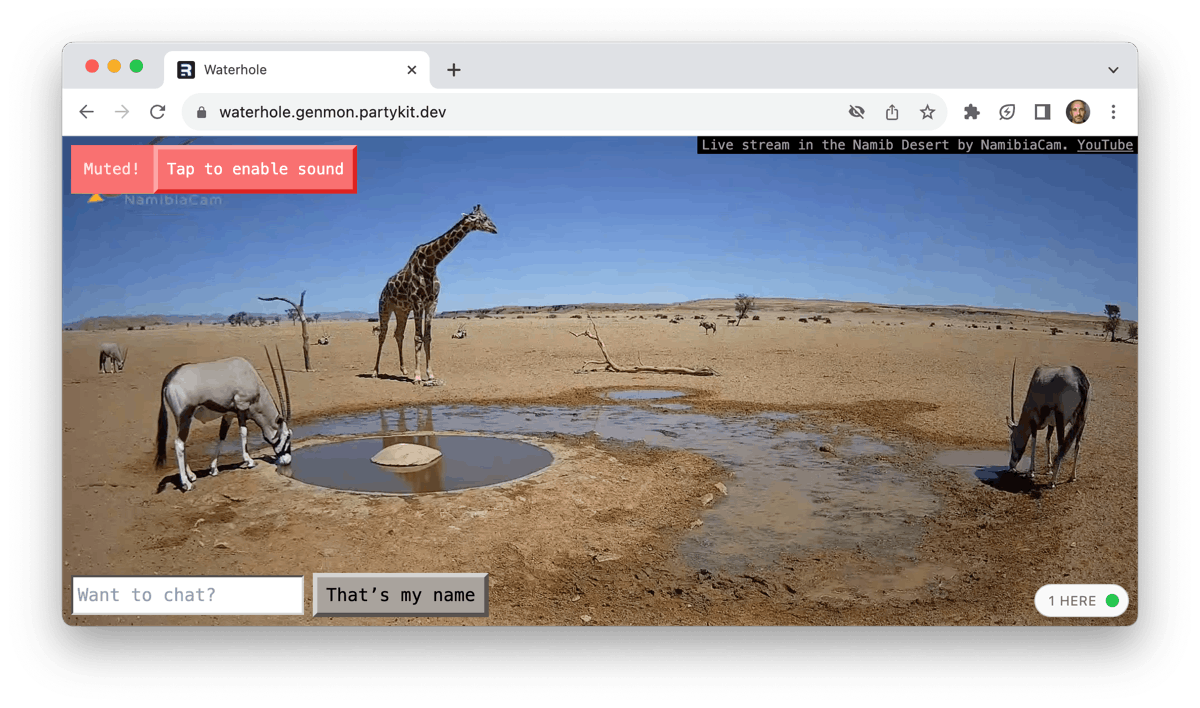 Waterhole
waterhole.genmon.partykit.dev
Muted! Tap to enable sound
Live stream in the Namib Desert by NamibiaCam. YouTube
NamibiaCam
Want to chat? That’s my name
1 HERE